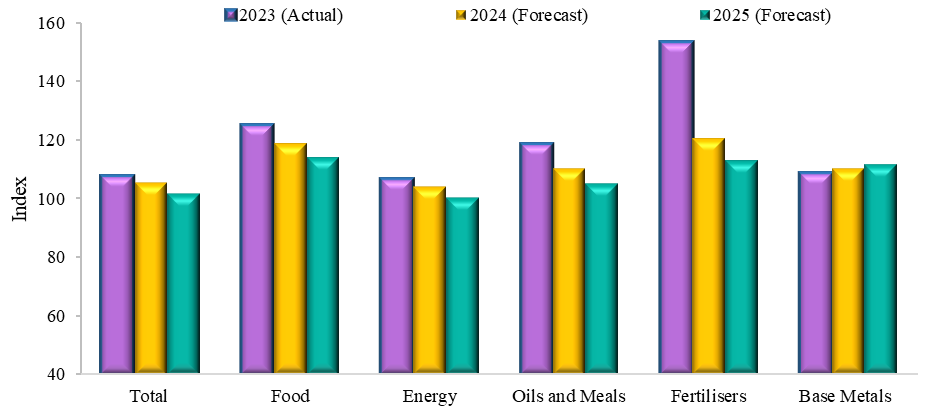 2023 (Actual) 2024 (Forecast) 2025 (Forecast)
160
140
120
100
80
60
40
Index
Total Food Energy Oils and Meals Fertilisers Base Metals